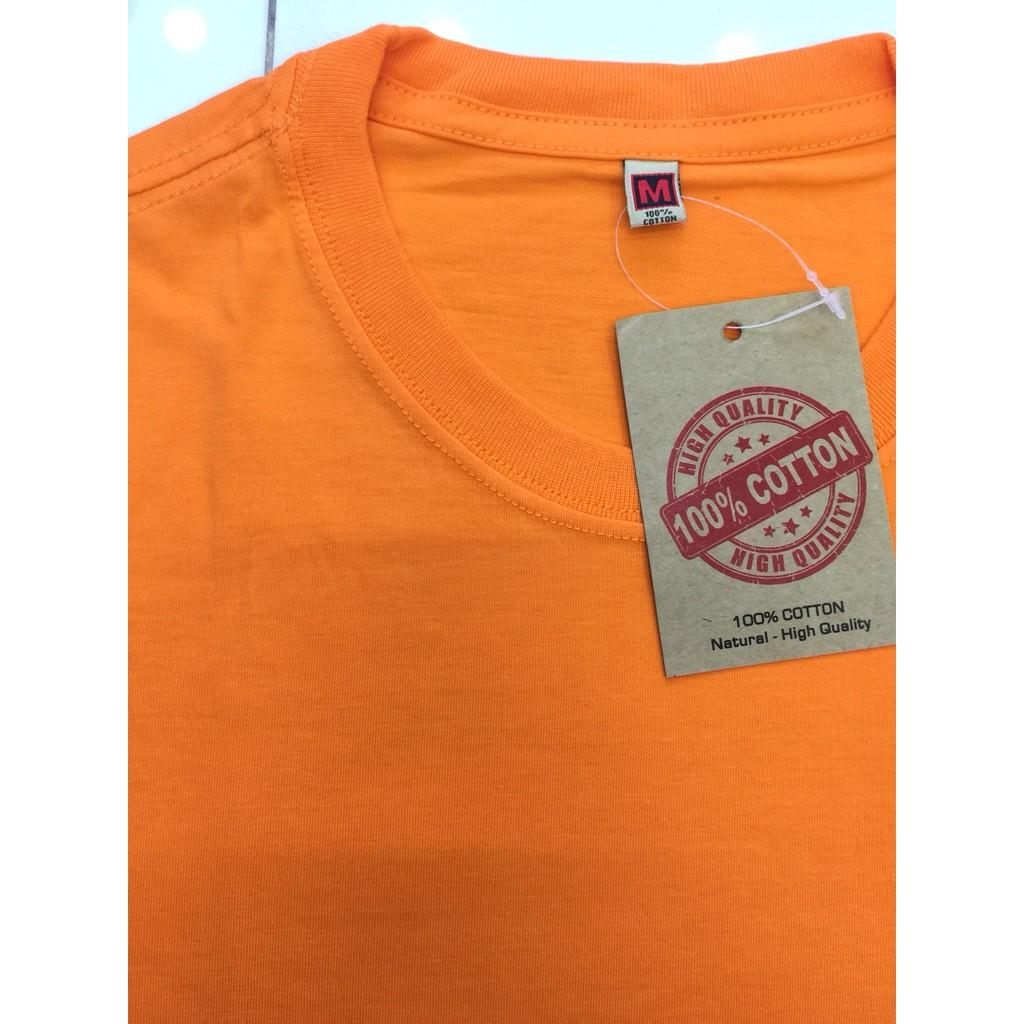 M
100%
COTTON
HIGH QUALITY
100% COTTON
HIGH QUALITY
100% COTTON
Natural - High Quality